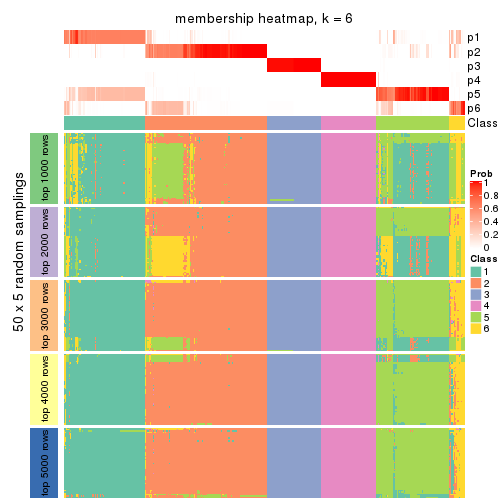 membership heatmap, k = 6
p1
p2
p3
p4
p5
p6
Class
50 x 5 random samplings
top 1000 rows
top 2000 rows
top 3000 rows
top 4000 rows
top 5000 rows
Prob
1
0.8
0.6
0.4
0.2
0
Class
1
2
3
4
5
6